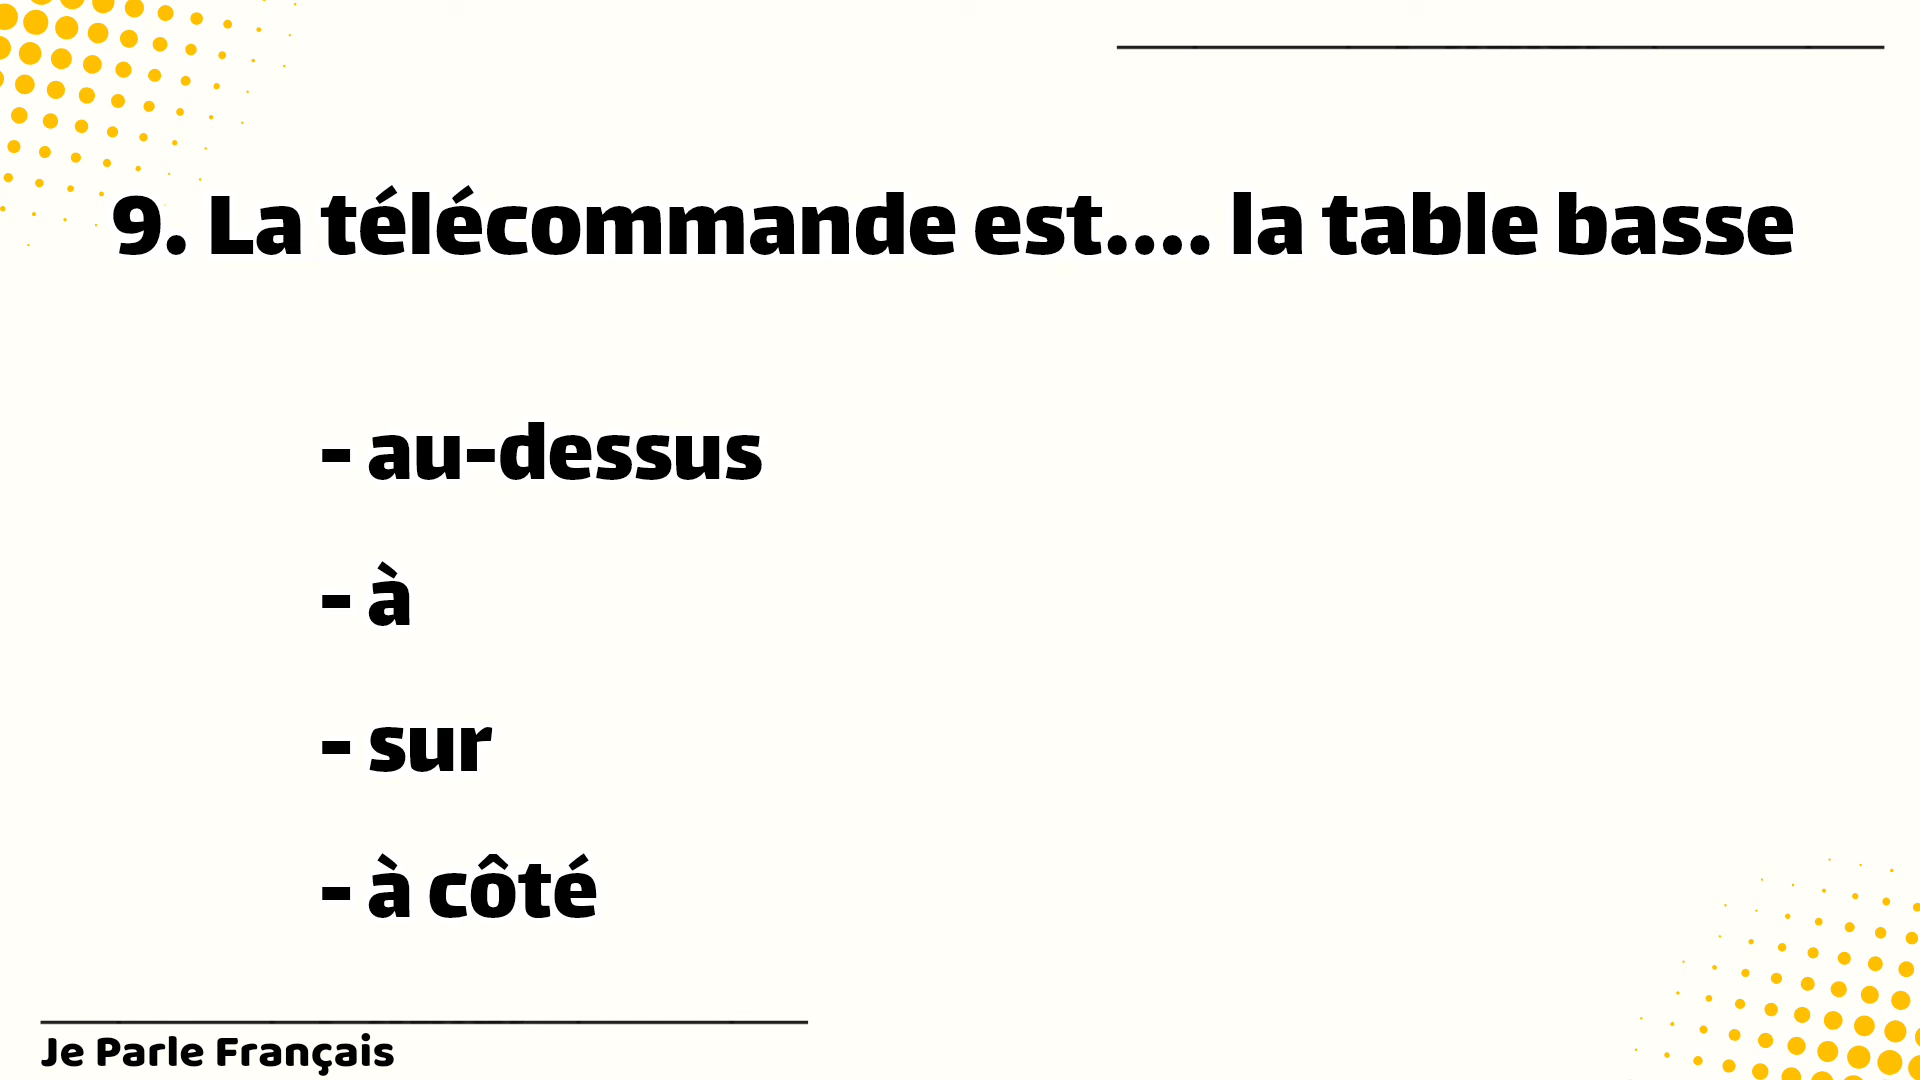 9. La télécommande est.... la table basse
- au-dessus
- à
- sur
- à côté
Je Parle Français